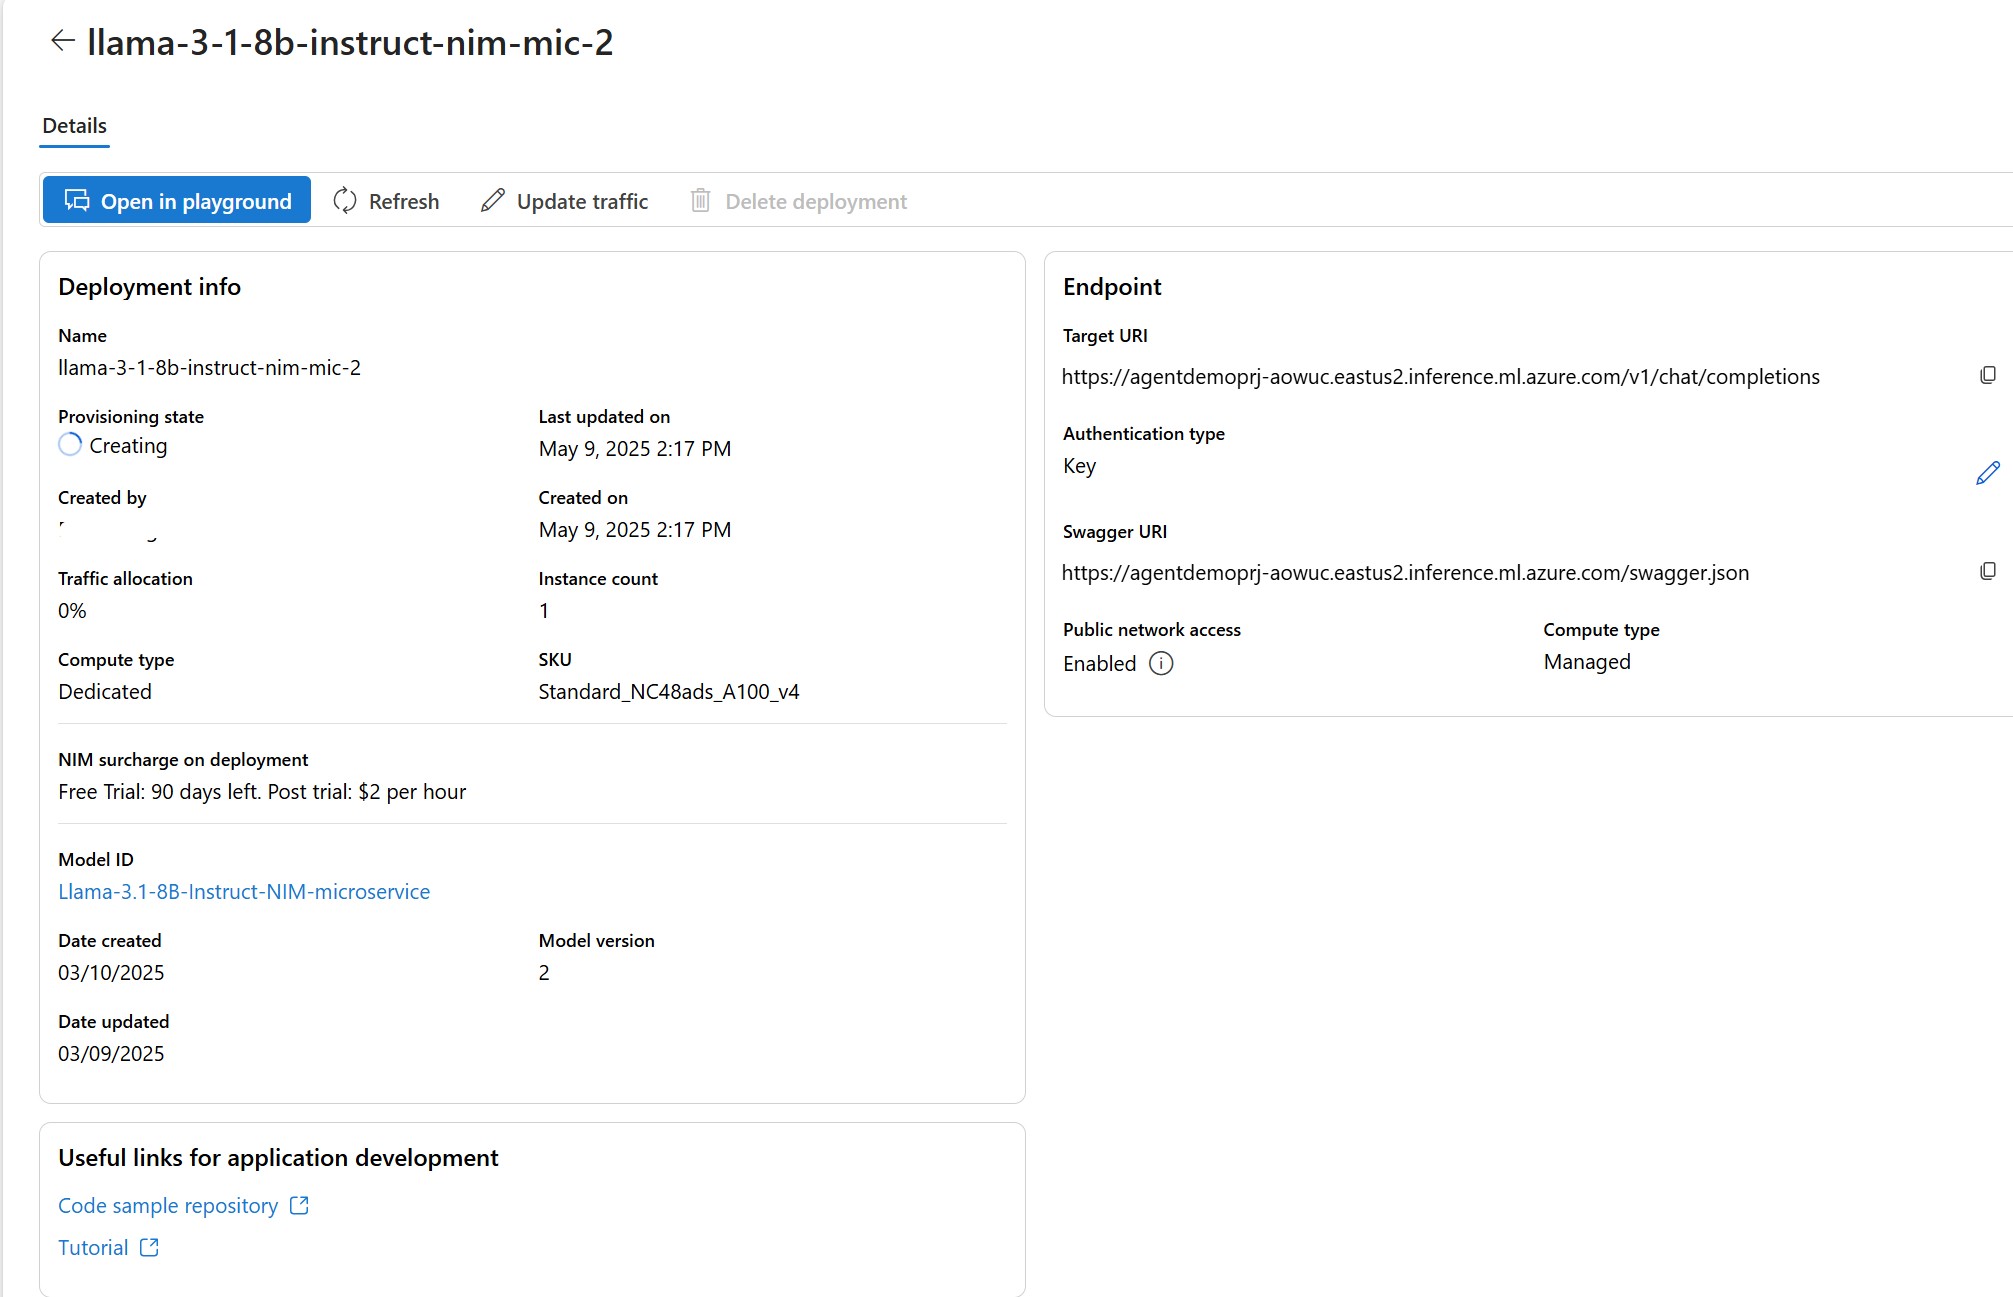 llama-3-1-8b-instruct-nim-mic-2
Details
Open in playground
Refresh
Update traffic
Delete deployment
Deployment info
Name
llama-3-1-8b-instruct-nim-mic-2
Provisioning state
Creating
Last updated on
May 9, 2025 2:17 PM
Created by
Created on
May 9, 2025 2:17 PM
Traffic allocation
0%
Instance count
1
Compute type
Dedicated
SKU
Standard_NC48ads_A100_v4
NIM surcharge on deployment
Free Trial: 90 days left. Post trial: $2 per hour
Model ID
Llama-3.1-8B-Instruct-NIM-microservice
Date created
03/10/2025
Model version
2
Date updated
03/09/2025
Useful links for application development
Code sample repository
Tutorial
Endpoint
Target URI
https://agentdemoprj-aowuc.eastus2.inference.ml.azure.com/v1/chat/completions
Authentication type
Key
Swagger URI
https://agentdemoprj-aowuc.eastus2.inference.ml.azure.com/swagger.json
Public network access
Enabled
Compute type
Managed